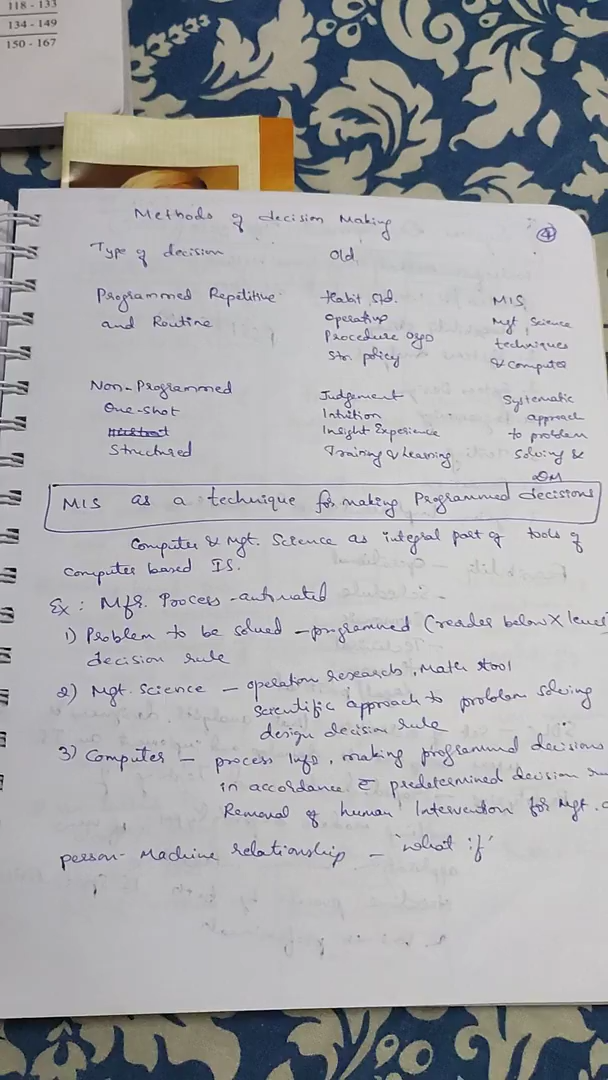 118 - 133
134 - 149
150 - 167
Methods of decision Making
4
Type of decision Old
Programmed Repititive Habit, std. MIS,
and Routine Operating Mgt, Science
Procedure techniques
Str. policy & computer
Non-Programmed Judgement Systematic
One-shot Intuition approach
Structured Insight Experience to problem
Training & Learning Solving &
DM
MIS as a technique for making Programmed decisions
Computer & Mgt. Science as integral part of tools of
computer based IS.
Ex: Mfg. Process - automated
1) Problem to be solved - programmed (reorder below X level
decision rule
2) Mgt. Science - operation research, Math
scientific approach to problem solving
design decision rule
3) Computer - process Info, making programmed decisions
in accordance c̄ predetermined decision
Removal of human Intervention for Mgt.
person-Machine relationship - 'what if'